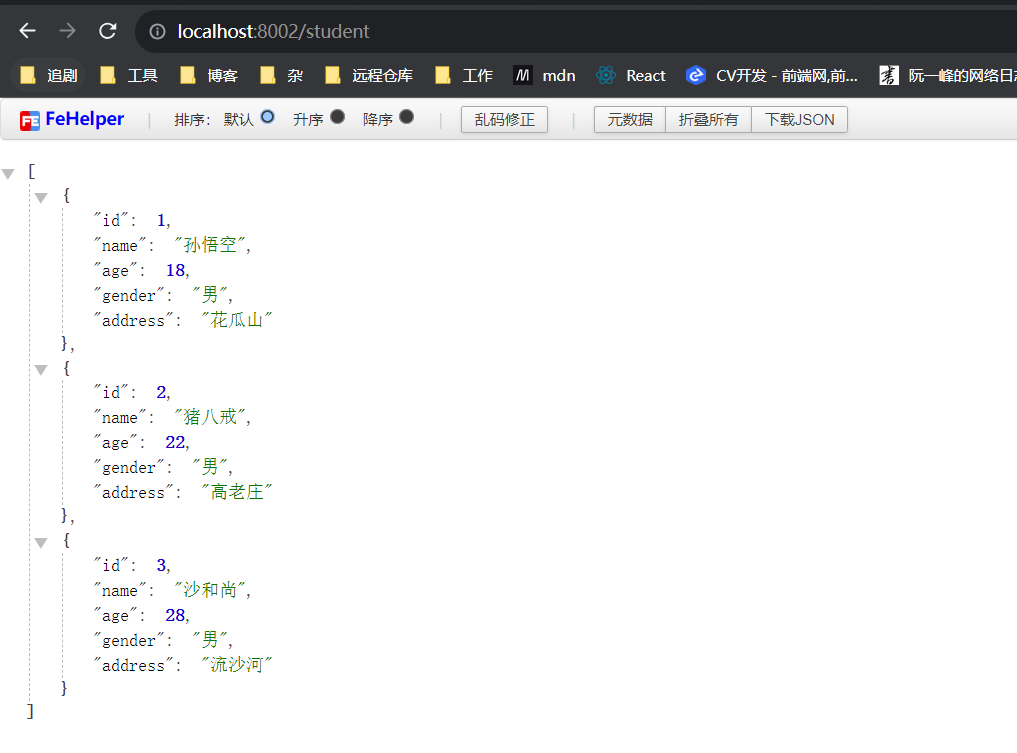 localhost:8002/student
追剧 工具 博客 杂 远程仓库 工作 mdn React CV开发 - 前端网,前... 阮一峰的网络日志
FeHelper 排序: 默认 升序 降序 乱码修正 元数据 折叠所有 下载JSON
[
{
"id": 1,
"name": "孙悟空",
"age": 18,
"gender": "男",
"address": "花瓜山"
},
{
"id": 2,
"name": "猪八戒",
"age": 22,
"gender": "男",
"address": "高老庄"
},
{
"id": 3,
"name": "沙和尚",
"age": 28,
"gender": "男",
"address": "流沙河"
}
]